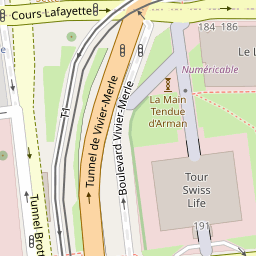 Cours Lafayette
184 - 186
Le L
Numéricable
La Main
Tendue
d'Arman
T1
Tunnel de Vivier-Merle
Boulevard Vivier-Merle
Tour
Swiss
Life
191
Tunnel Brott